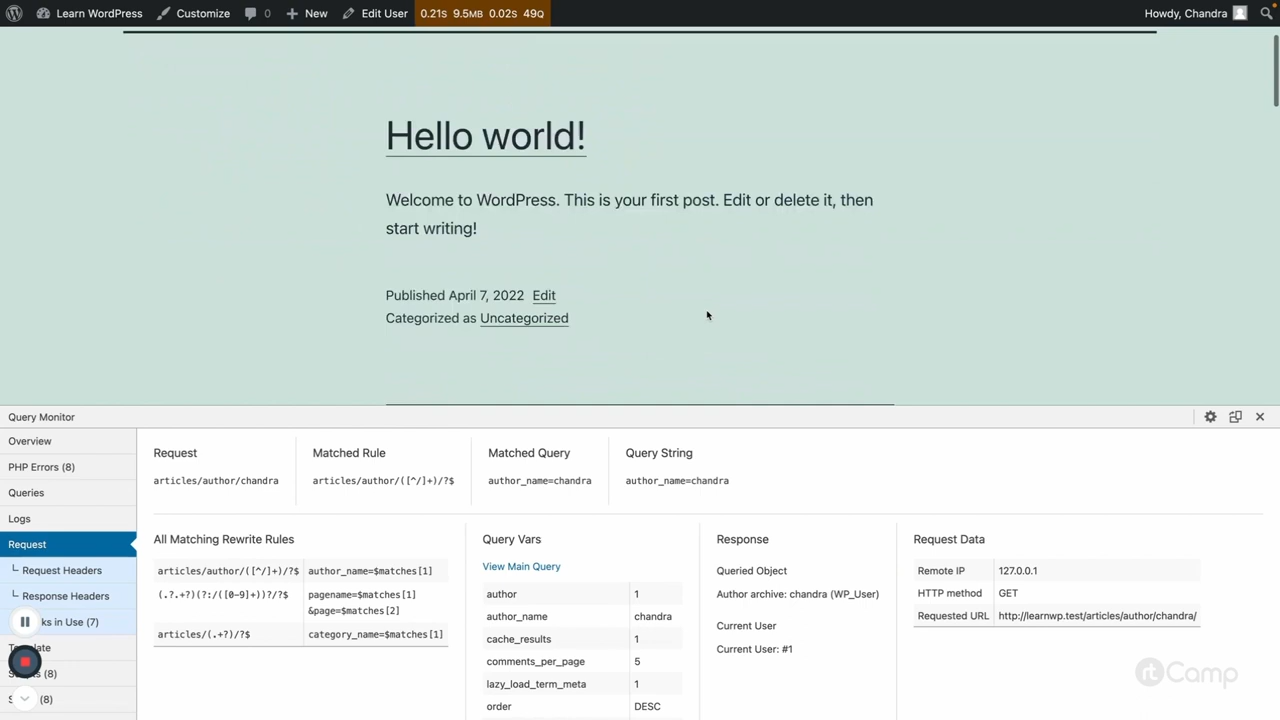 Learn WordPress Customize 0 New Edit User 0.21s 9.5MB 0.02s 49Q Howdy, Chandra
Hello world!
Welcome to WordPress. This is your first post. Edit or delete it, then
start writing!
Published April 7, 2022 Edit
Categorized as Uncategorized
Query Monitor
Overview
PHP Errors (8)
Queries
Logs
Request
Request Headers
Response Headers
ks in Use (7)
(8)
(8)
Request
articles/author/chandra
Matched Rule
articles/author/([^/]+)/?$
Matched Query
author_name=chandra
Query String
author_name=chandra
All Matching Rewrite Rules
articles/author/([^/]+)/?$ author_name=$matches[1]
(.?.+?)(?:/([0-9]+))?/?$ pagename=$matches[1]
&page=$matches[2]
articles/(.+?)/?$ category_name=$matches[1]
Query Vars
View Main Query
author 1
author_name chandra
cache_results 1
comments_per_page 5
lazy_load_term_meta 1
order DESC
Response
Queried Object
Author archive: chandra (WP_User)
Current User
Current User: #1
Request Data
Remote IP 127.0.0.1
HTTP method GET
Requested URL http://learnwp.test/articles/author/chandra/
rtCamp